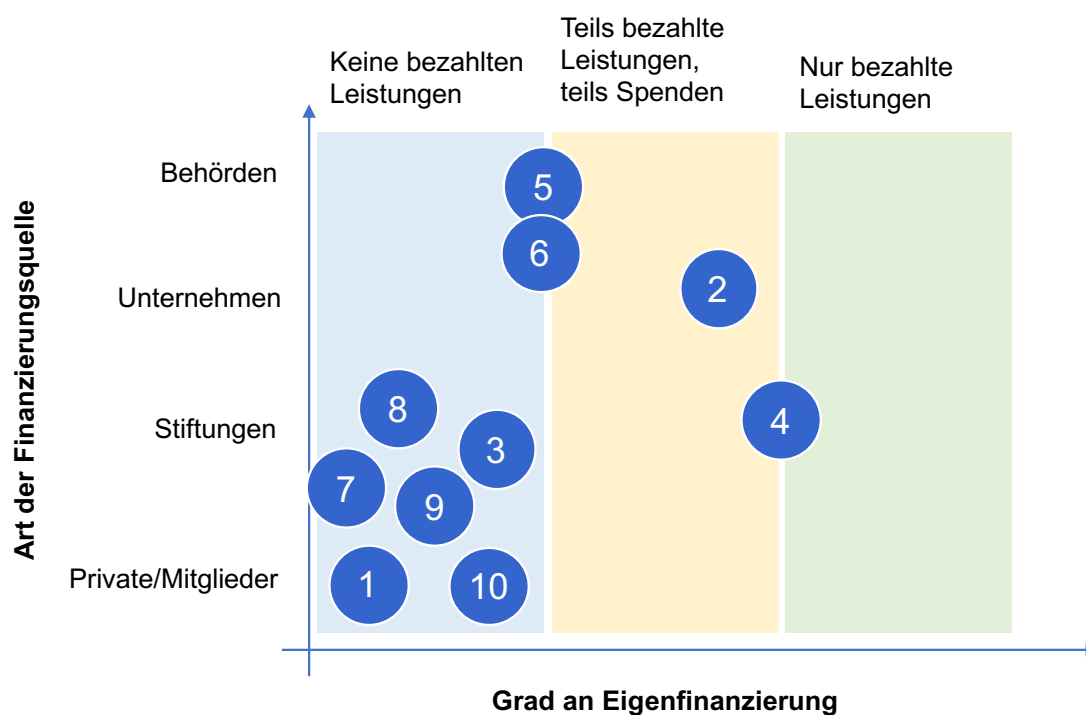 Keine bezahlten
Leistungen
Teils bezahlte
Leistungen,
teils Spenden
Nur bezahlte
Leistungen
Art der Finanzierungsquelle
Behörden
Unternehmen
Stiftungen
Private/Mitglieder
5
6
2
8
4
3
7
9
1
10
Grad an Eigenfinanzierung